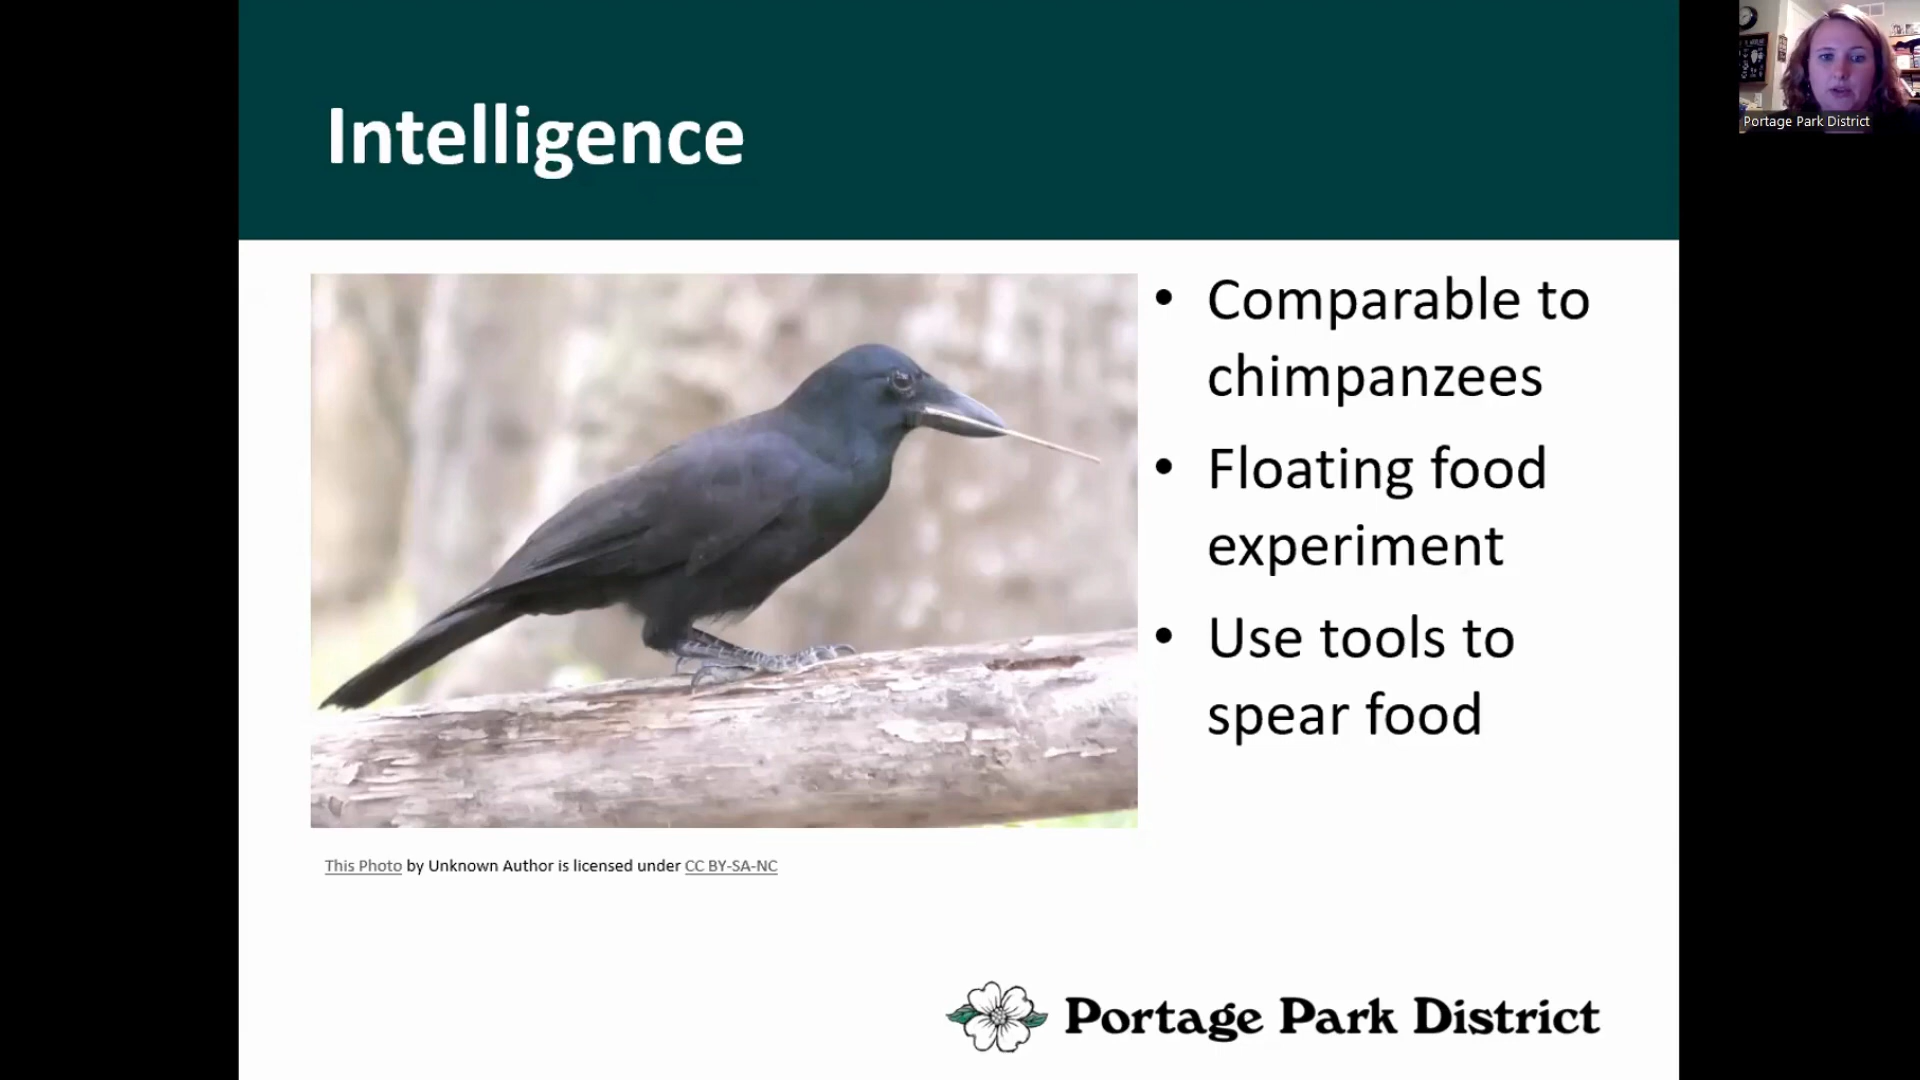 Intelligence
Portage Park District
• Comparable to
chimpanzees
• Floating food
experiment
• Use tools to
spear food
This Photo by Unknown Author is licensed under CC BY-SA-NC
Portage Park District